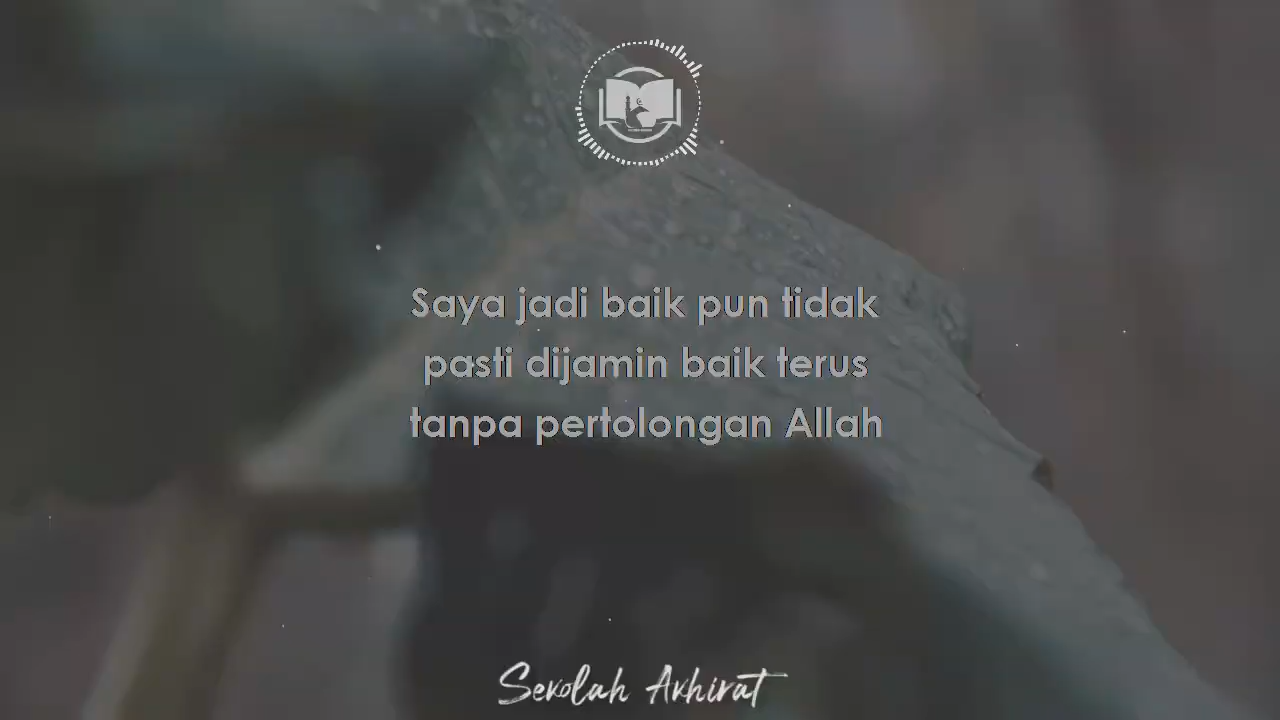 Saya jadi baik pun tidak
pasti dijamin baik terus
tanpa pertolongan Allah
Sekolah Akhirat